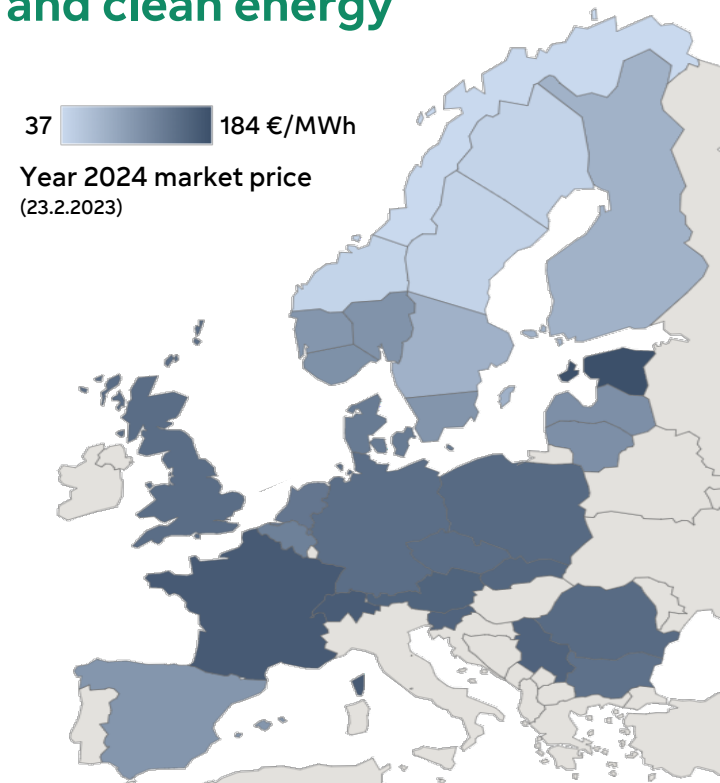 and clean energy
37 184 €/MWh
Year 2024 market price
(23.2.2023)